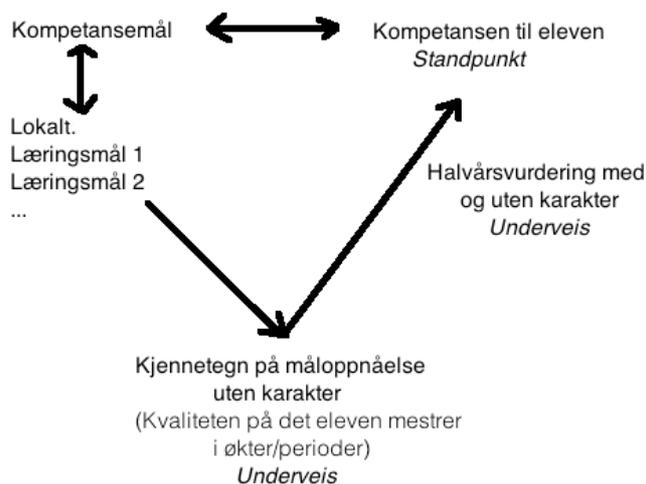 Kompetansemål
Kompetansen til eleven
Standpunkt
Lokalt.
Læringsmål 1
Læringsmål 2
...
Halvårsvurdering med
og uten karakter
Underveis
Kjennetegn på måloppnåelse
uten karakter
(Kvaliteten på det eleven mestrer
i økter/perioder)
Underveis